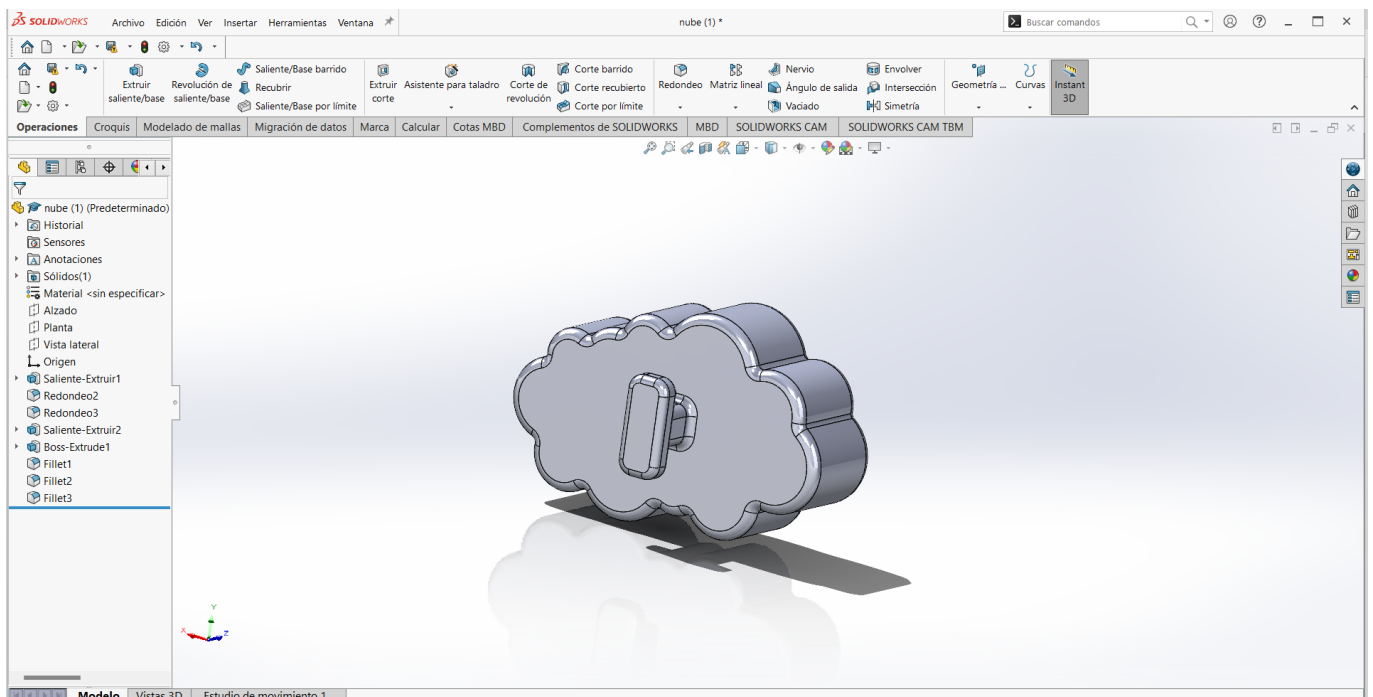 SOLIDWORKS Archivo Edición Ver Insertar Herramientas Ventana nube (1) * Buscar comandos
Extruir saliente/base
Revolución de saliente/base
Saliente/Base barrido
Recubrir
Saliente/Base por límite
Extruir corte
Asistente para taladro
Corte de revolución
Corte barrido
Corte recubierto
Corte por límite
Redondeo
Matriz lineal
Nervio
Ángulo de salida
Vaciado
Envolver
Intersección
Simetría
Geometría ...
Curvas
Instant 3D
Operaciones Croquis Modelado de mallas Migración de datos Marca Calcular Cotas MBD Complementos de SOLIDWORKS MBD SOLIDWORKS CAM SOLIDWORKS CAM TBM
nube (1) (Predeterminado)
Historial
Sensores
Anotaciones
Sólidos(1)
Material <sin especificar>
Alzado
Planta
Vista lateral
Origen
Saliente-Extruir1
Redondeo2
Redondeo3
Saliente-Extruir2
Boss-Extrude1
Fillet1
Fillet2
Fillet3
Y
X Z
Modelo Vistas 3D Estudio de movimiento 1